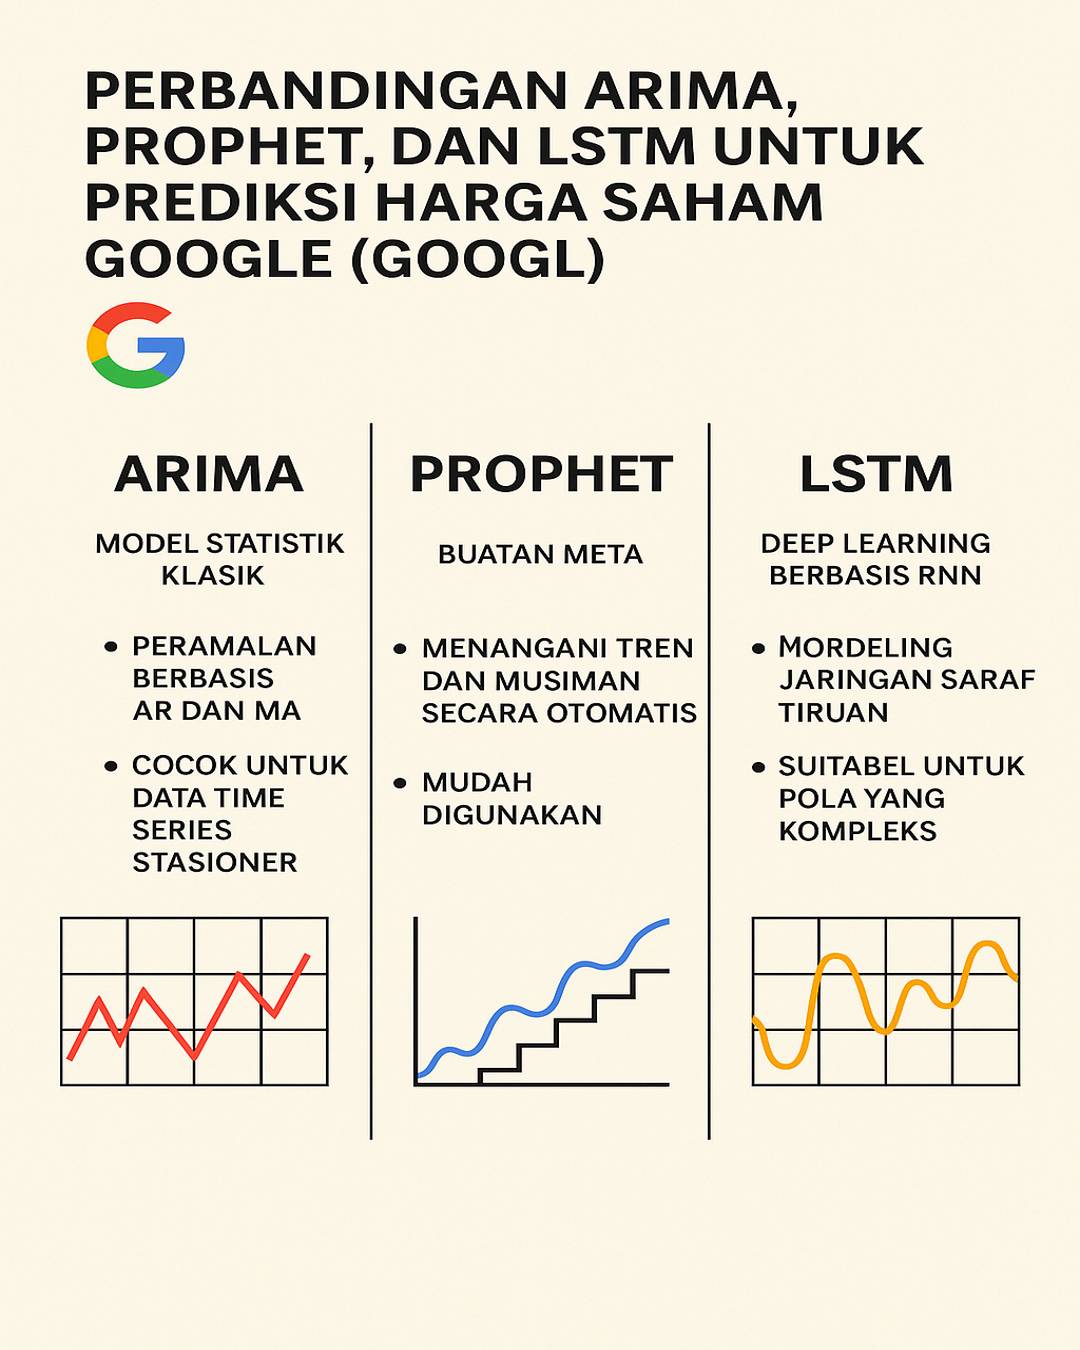 PERBANDINGAN ARIMA,
PROPHET, DAN LSTM UNTUK
PREDIKSI HARGA SAHAM
GOOGLE (GOOGL)
ARIMA
MODEL STATISTIK
KLASIK
• PERAMALAN
BERBASIS
AR DAN MA
• COCOK UNTUK
DATA TIME
SERIES
STASIONER
PROPHET
BUATAN META
• MENANGANI TREN
DAN MUSIMAN
SECARA OTOMATIS
• MUDAH
DIGUNAKAN
LSTM
DEEP LEARNING
BERBASIS RNN
• MORDELING
JARINGAN SARAF
TIRUAN
• SUITABEL UNTUK
POLA YANG
KOMPLEKS